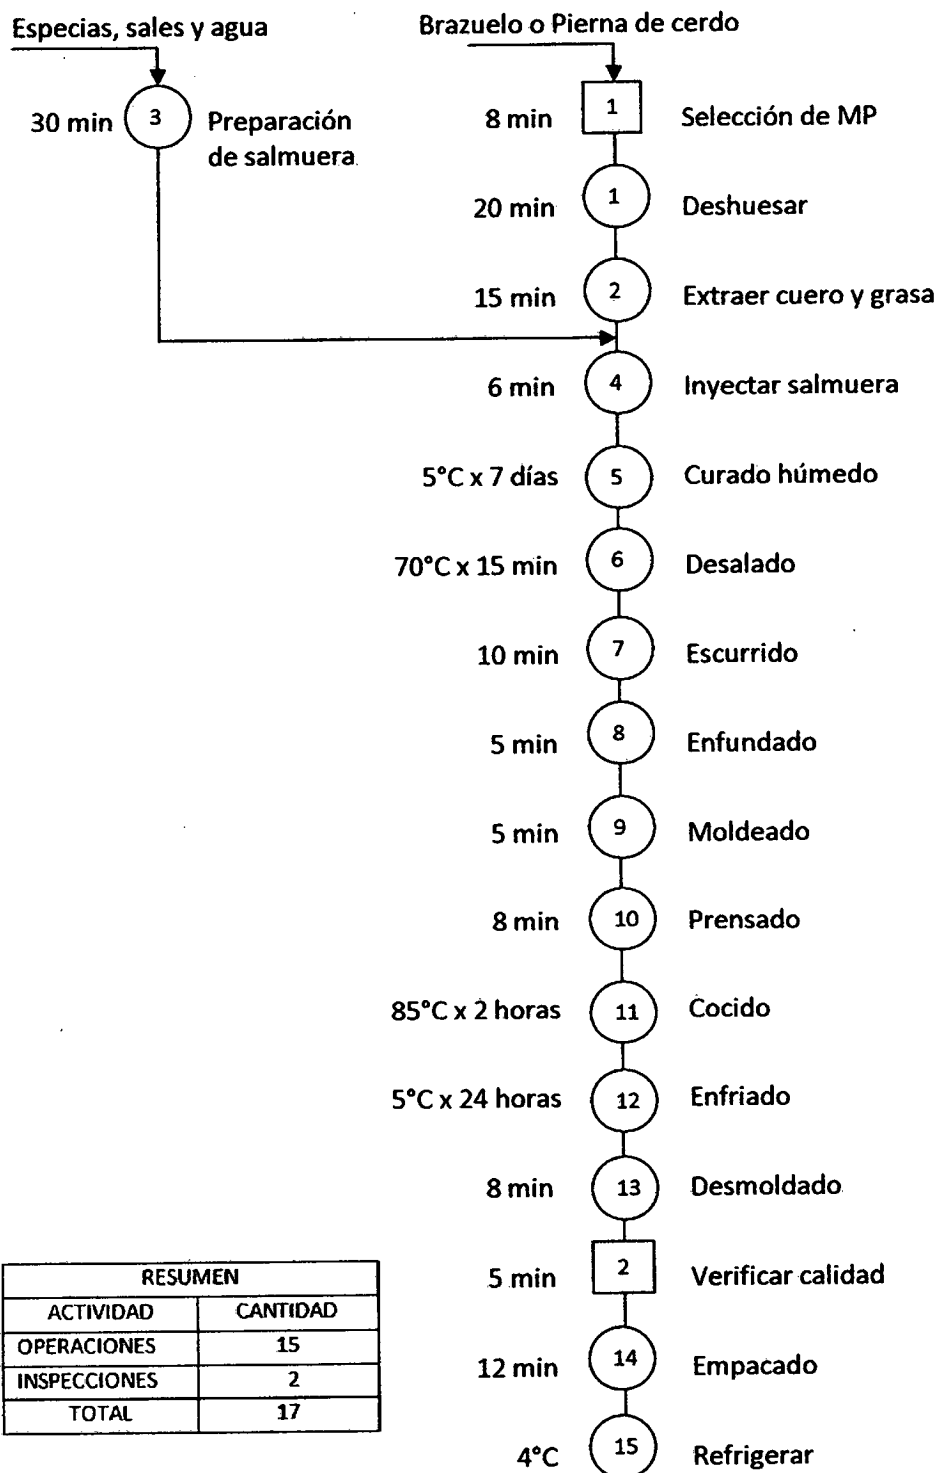 Especias, sales y agua
30 min
3
Preparación
de salmuera
Brazuelo o Pierna de cerdo
8 min
1
Selección de MP
20 min
1
Deshuesar
15 min
2
Extraer cuero y grasa
6 min
4
Inyectar salmuera
5°C x 7 días
5
Curado húmedo
70°C x 15 min
6
Desalado
10 min
7
Escurrido
5 min
8
Enfundado
5 min
9
Moldeado
8 min
10
Prensado
85°C x 2 horas
11
Cocido
5°C x 24 horas
12
Enfriado
8 min
13
Desmoldado
5 min
2
Verificar calidad
12 min
14
Empacado
4°C
15
Refrigerar
RESUMEN
ACTIVIDAD CANTIDAD
OPERACIONES 15
INSPECCIONES 2
TOTAL 17